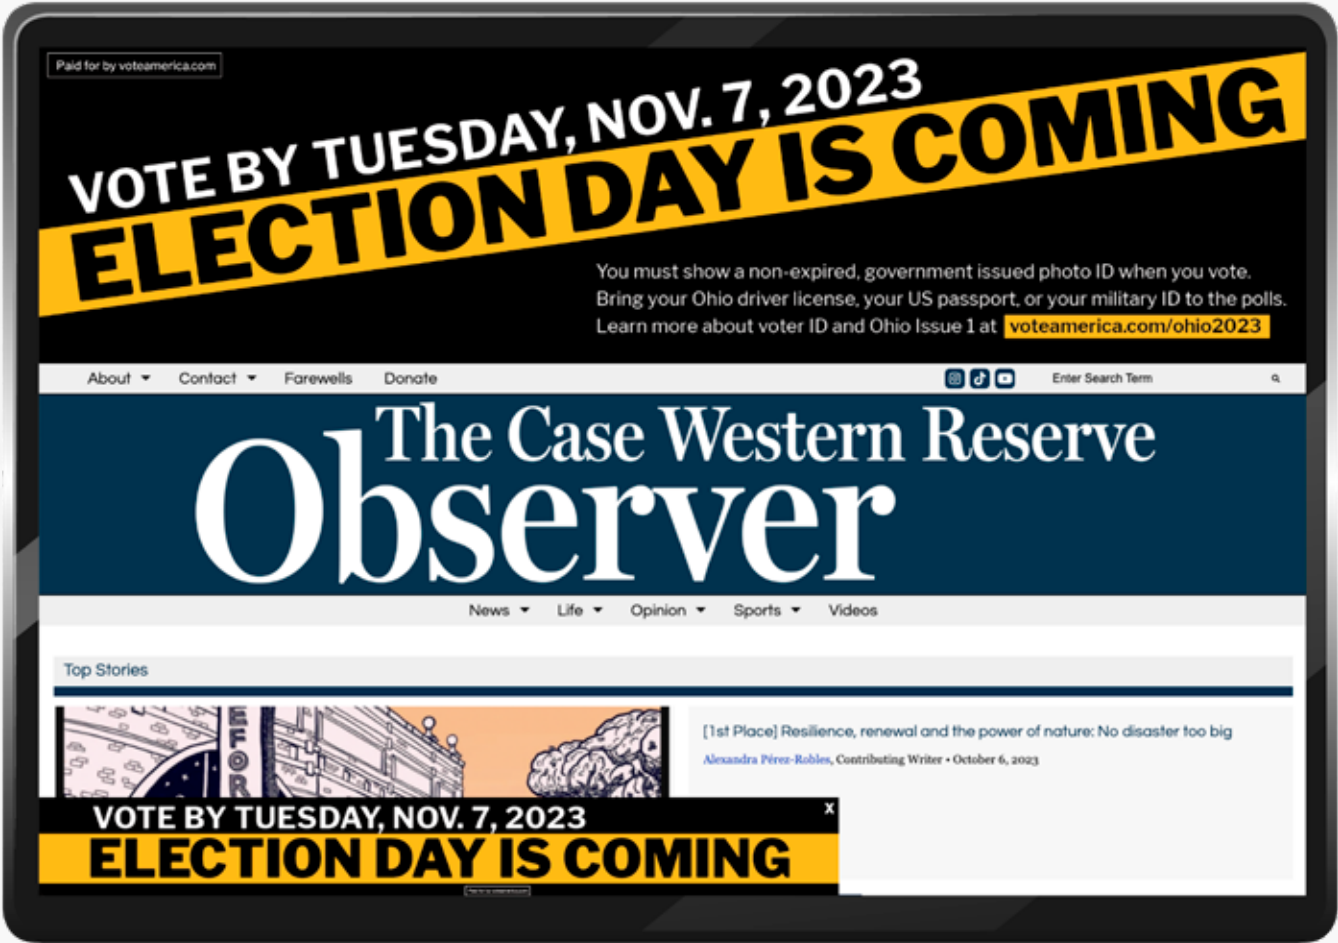 Paid for by voteamerica.com
VOTE BY TUESDAY, NOV. 7, 2023
ELECTION DAY IS COMING
You must show a non-expired, government issued photo ID when you vote.
Bring your Ohio driver license, your US passport, or your military ID to the polls.
Learn more about voter ID and Ohio Issue 1 at voteamerica.com/ohio2023
About Contact Farewells Donate Enter Search Term
The Case Western Reserve
Observer
News Life Opinion Sports Videos
Top Stories
[1st Place] Resilience, renewal and the power of nature: No disaster too big
Alexandra Pérez-Robles, Contributing Writer • October 6, 2023
VOTE BY TUESDAY, NOV. 7, 2023 X
ELECTION DAY IS COMING